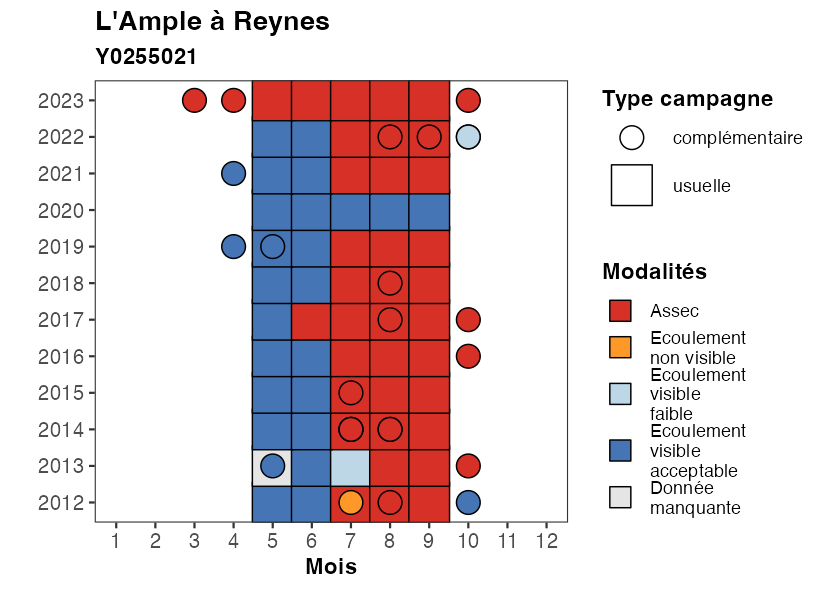 L'Ample à Reynes
Y0255021
2023
2022
2021
2020
2019
2018
2017
2016
2015
2014
2013
2012
1 2 3 4 5 6 7 8 9 10 11 12
Mois
Type campagne
complémentaire
usuelle
Modalités
Assec
Ecoulement
non visible
Ecoulement
visible
faible
Ecoulement
visible
acceptable
Donnée
manquante